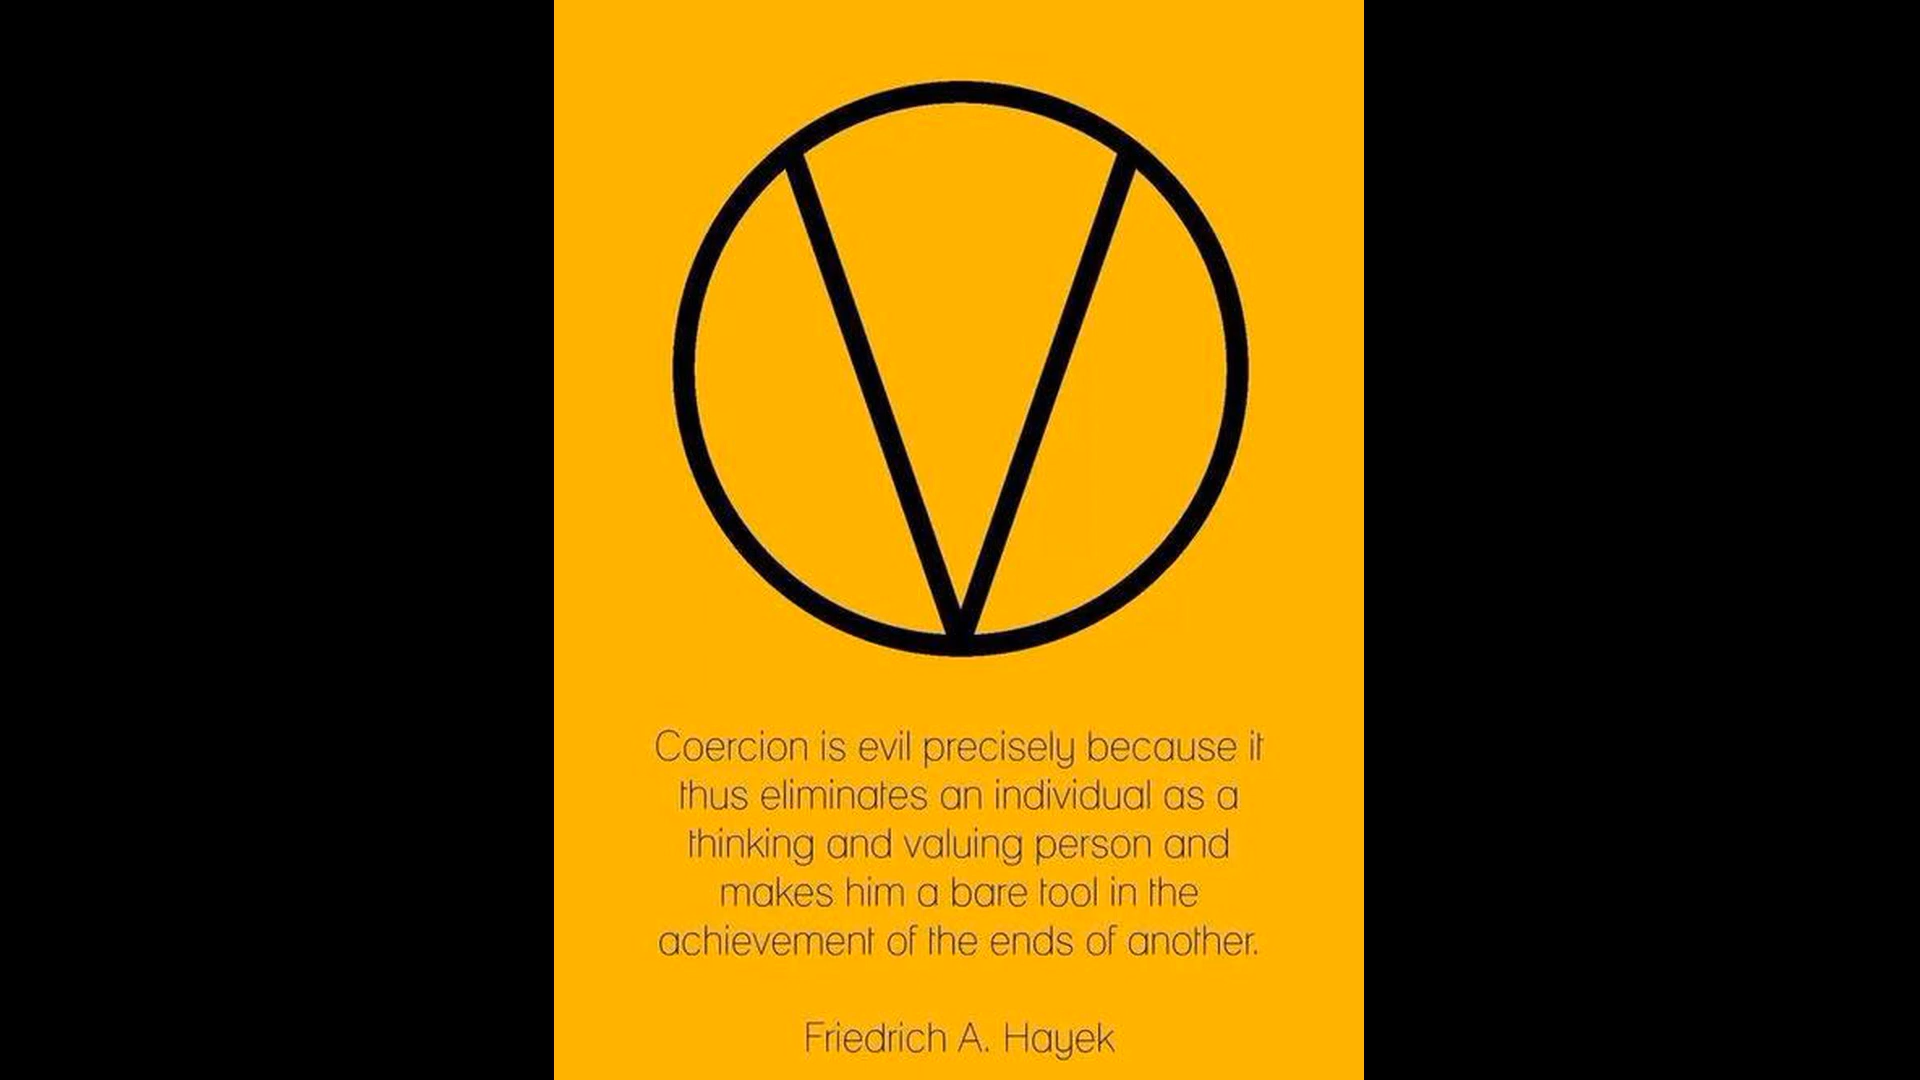 Coercion is evil precisely because it
thus eliminates an individual as a
thinking and valuing person and
makes him a bare tool in the
achievement of the ends of another.
Friedrich A. Hayek